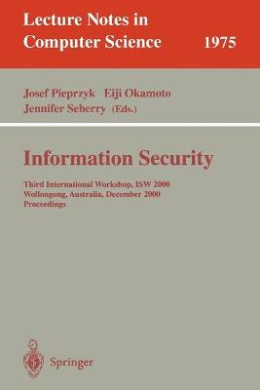 Lecture Notes in
Computer Science 1975
Josef Pieprzyk Eiji Okamoto
Jennifer Seberry (Eds.)
Information Security
Third International Workshop, ISW 2000
Wollongong, Australia, December 2000
Proceedings
Springer